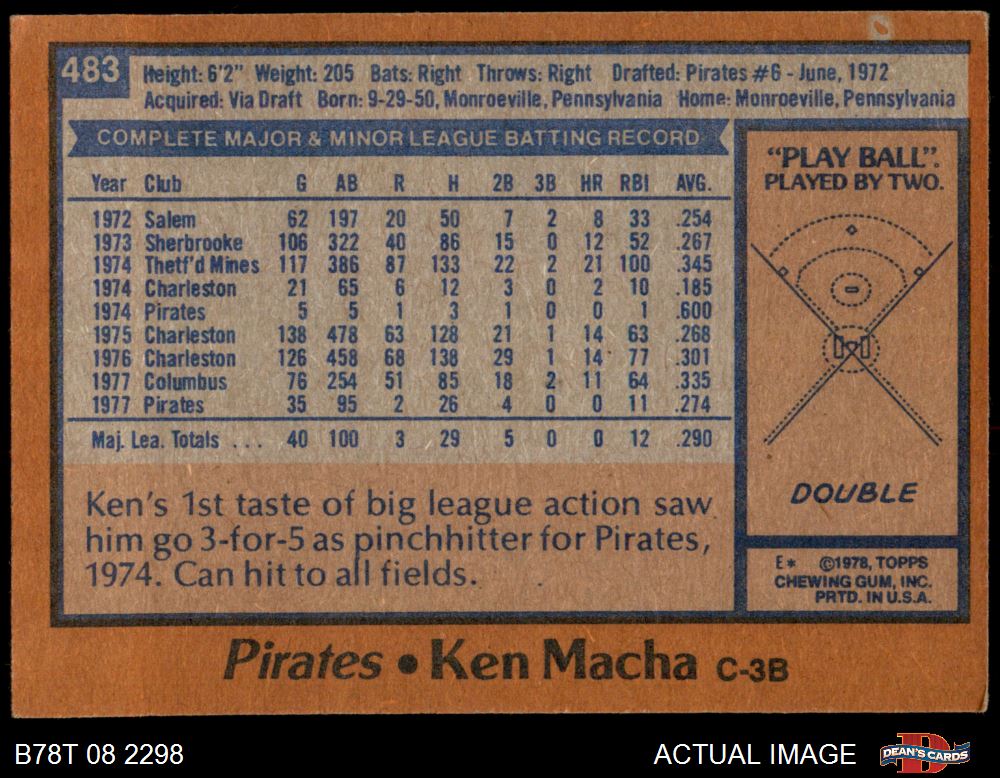 483
Height: 6'2" Weight: 205 Bats: Right Throws: Right Drafted: Pirates #6 - June, 1972
Acquired: Via Draft Born: 9-29-50, Monroeville, Pennsylvania Home: Monroeville, Pennsylvania
COMPLETE MAJOR & MINOR LEAGUE BATTING RECORD
Year Club G AB R H 2B 3B HR RBI AVG.
1972 Salem 62 197 20 50 7 2 8 33 .254
1973 Sherbrooke 106 322 40 86 15 0 12 52 .267
1974 Thetf'd Mines 117 386 87 133 22 2 21 100 .345
1974 Charleston 21 65 6 12 3 0 2 10 .185
1974 Pirates 5 5 1 3 1 0 0 1 .600
1975 Charleston 138 478 63 128 21 1 14 63 .268
1976 Charleston 126 458 68 138 29 1 14 77 .301
1977 Columbus 76 254 51 85 18 2 11 64 .335
1977 Pirates 35 95 2 26 4 0 0 11 .274
Maj. Lea. Totals . . . 40 100 3 29 5 0 0 12 .290
Ken's 1st taste of big league action saw
him go 3-for-5 as pinchhitter for Pirates,
1974. Can hit to all fields.
"PLAY BALL".
PLAYED BY TWO.
DOUBLE
E* ©1978, TOPPS
CHEWING GUM, INC.
PRTD. IN U.S.A.
Pirates • Ken Macha C-3B
B78T 08 2298
ACTUAL IMAGE
DEAN'S CARDS